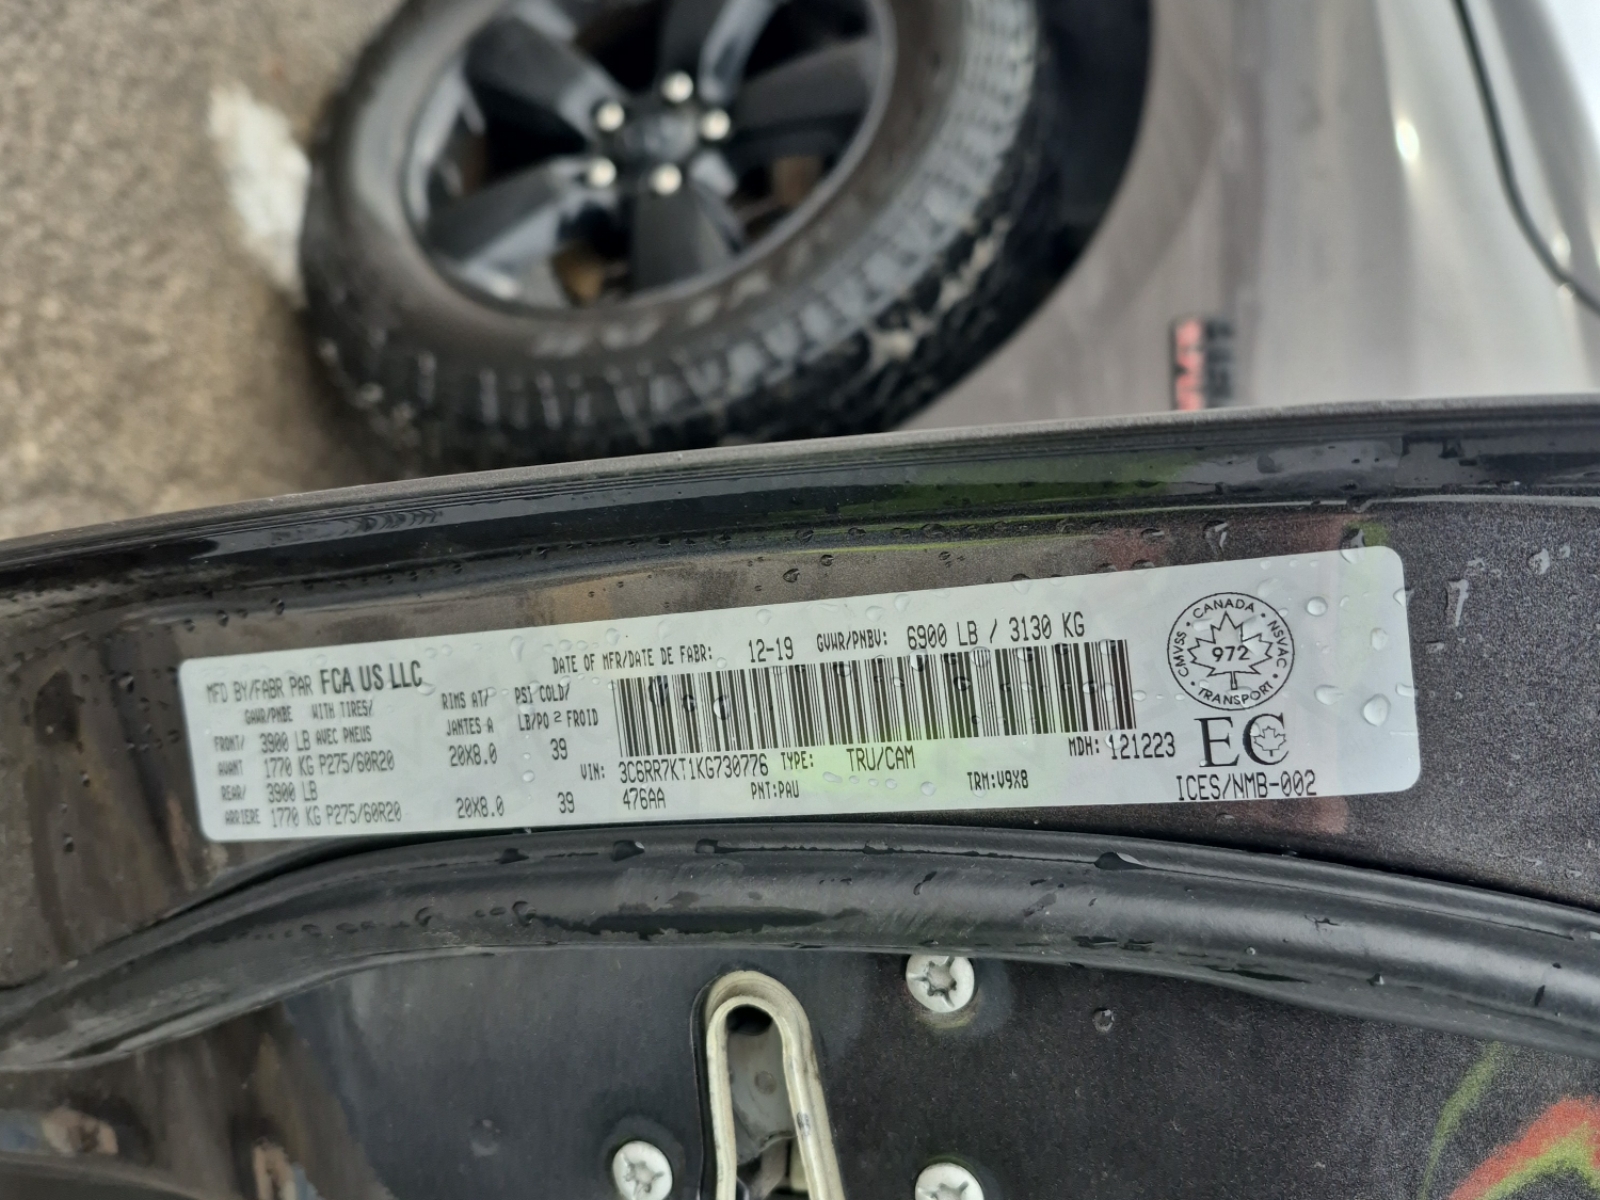 MFD BY/FABR PAR FCA US LLC
DATE OF MFR/DATE DE FABR: 12-19 GVWR/PNBV: 6900 LB / 3130 KG
GAWR/PNBE WITH TIRES/ RIMS AT/ PSI COLD/
AVEC PNEUS JANTES A LB/PO 2 FROID
FRONT/ 3900 LB
AVANT 1770 KG P275/60R20 20X8.0 39
REAR/ 3900 LB
ARRIERE 1770 KG P275/60R20 20X8.0 39
VIN: 3C6RR7KT1KG730776 TYPE: TRU/CAM MDH: 121223
476AA PNT:PAU TRM:V9X8
CANADA
CMVSS NSVAC
972
TRANSPORT
EC
ICES/NMB-002